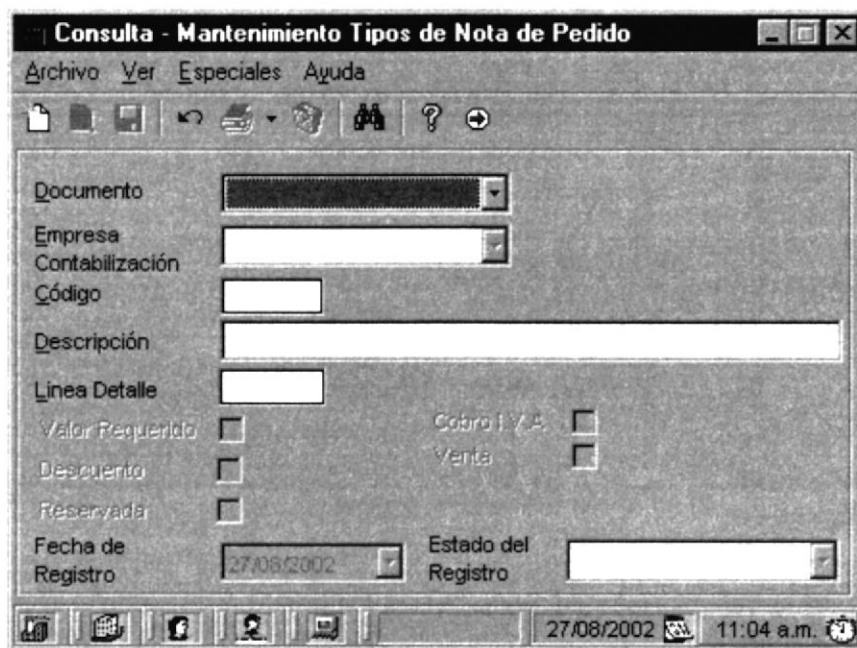 Consulta - Mantenimiento Tipos de Nota de Pedido
Archivo Ver Especiales Ayuda
Documento
Empresa
Contabilización
Código
Descripción
Linea Detalle
Valor Requerido
Cobro I.V.A.
Descuento
Venta
Reservada
Fecha de
Registro
27/08/2002
Estado del
Registro
27/08/2002 11:04 a.m.